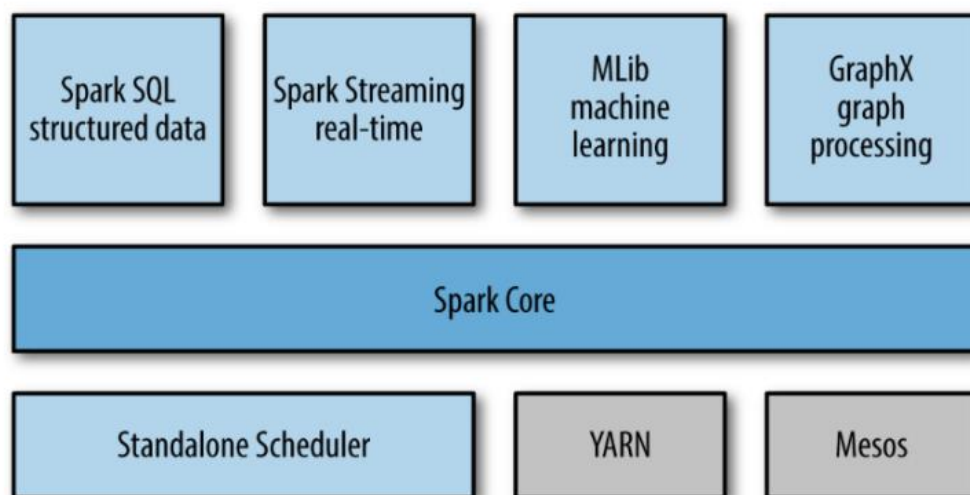 Spark SQL
structured data
Spark Streaming
real-time
MLib
machine
learning
GraphX
graph
processing
Spark Core
Standalone Scheduler
YARN
Mesos